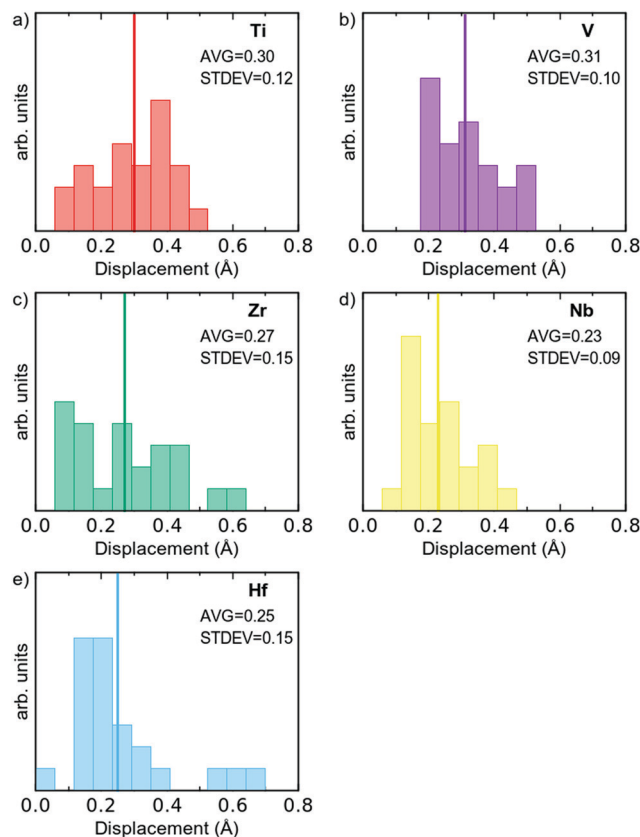 a)
Ti
AVG=0.30
STDEV=0.12
arb. units
0.0 0.2 0.4 0.6 0.8
Displacement (Å)
b)
V
AVG=0.31
STDEV=0.10
arb. units
0.0 0.2 0.4 0.6 0.8
Displacement (Å)
c)
Zr
AVG=0.27
STDEV=0.15
arb. units
0.0 0.2 0.4 0.6 0.8
Displacement (Å)
d)
Nb
AVG=0.23
STDEV=0.09
arb. units
0.0 0.2 0.4 0.6 0.8
Displacement (Å)
e)
Hf
AVG=0.25
STDEV=0.15
arb. units
0.0 0.2 0.4 0.6 0.8
Displacement (Å)